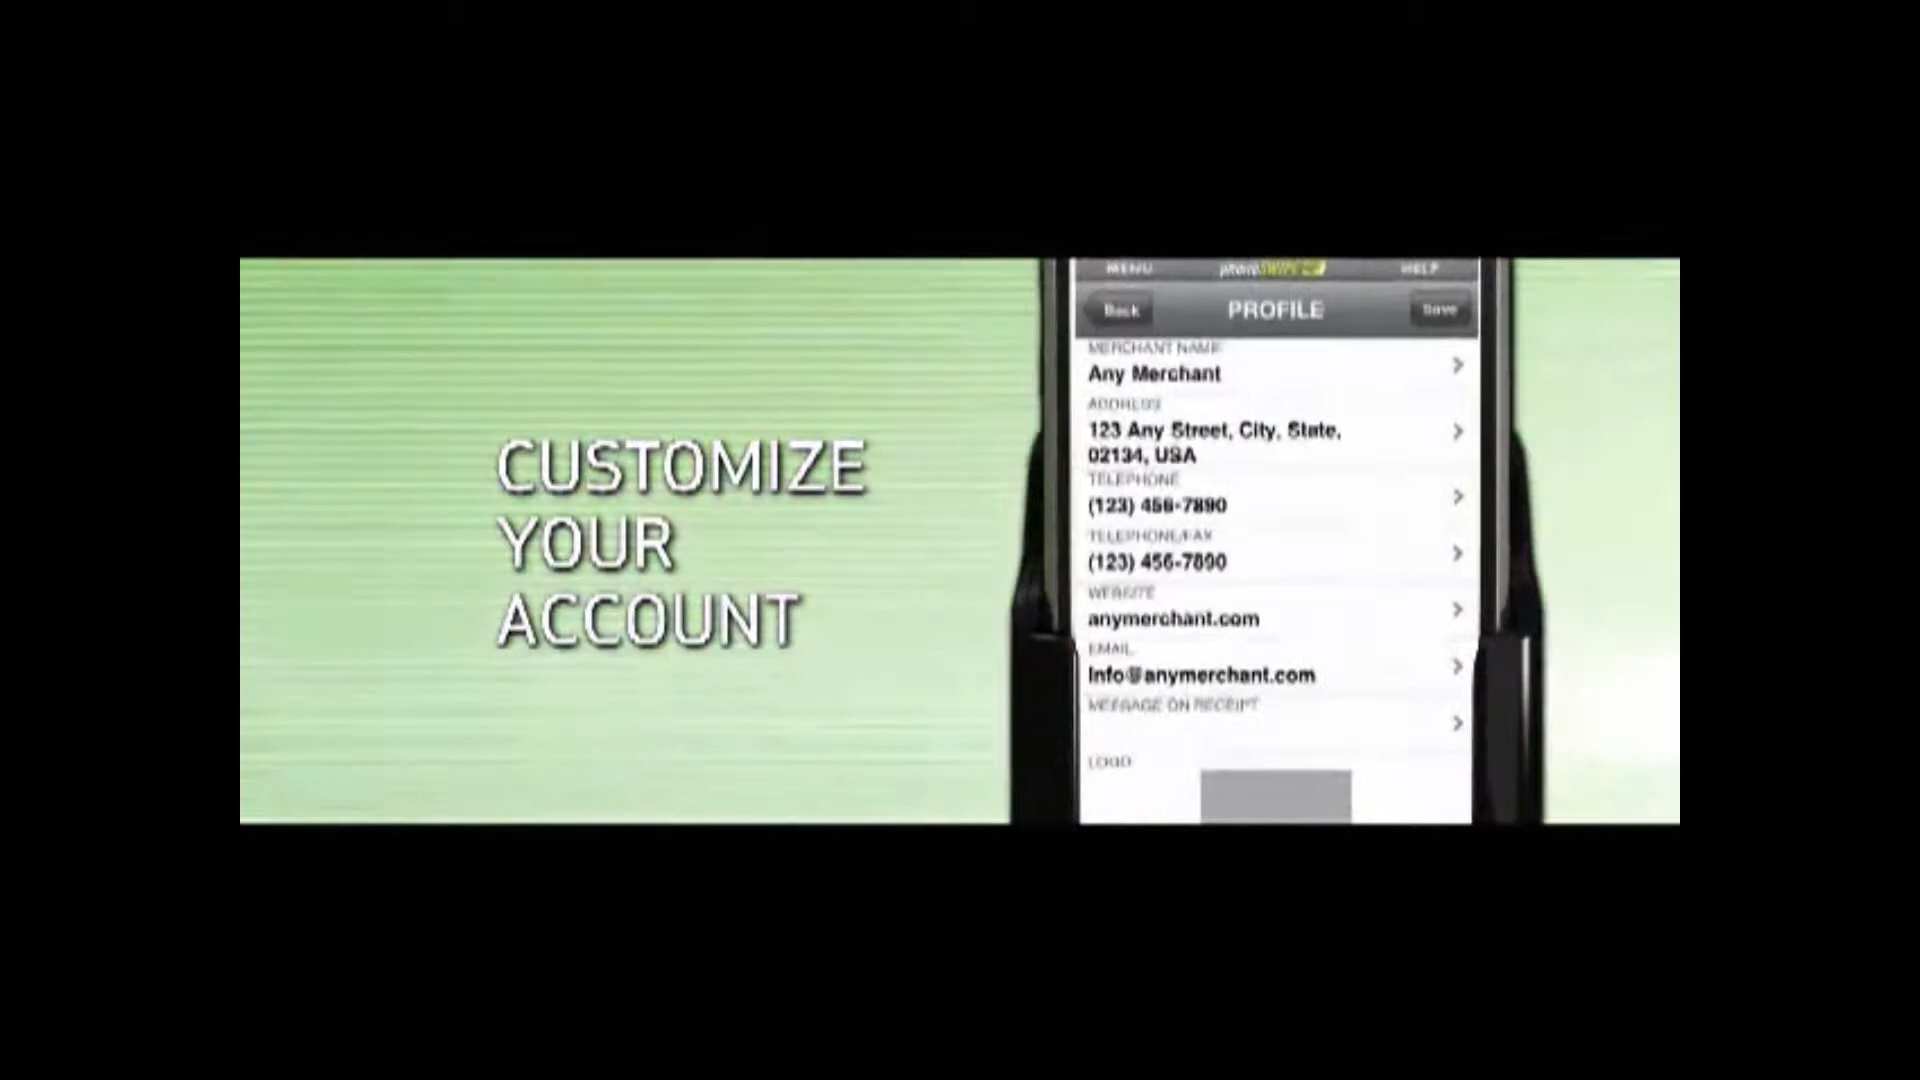 CUSTOMIZE
YOUR
ACCOUNT
MENU
phoneSWIPE
HELP
Back
PROFILE
Save
MERCHANT NAME
Any Merchant
ADDRESS
123 Any Street, City, State,
02134, USA
TELEPHONE
(123) 456-7890
TELEPHONE/FAX
(123) 456-7890
WEBSITE
anymerchant.com
EMAIL
Info@anymerchant.com
MESSAGE ON RECEIPT
LOGO